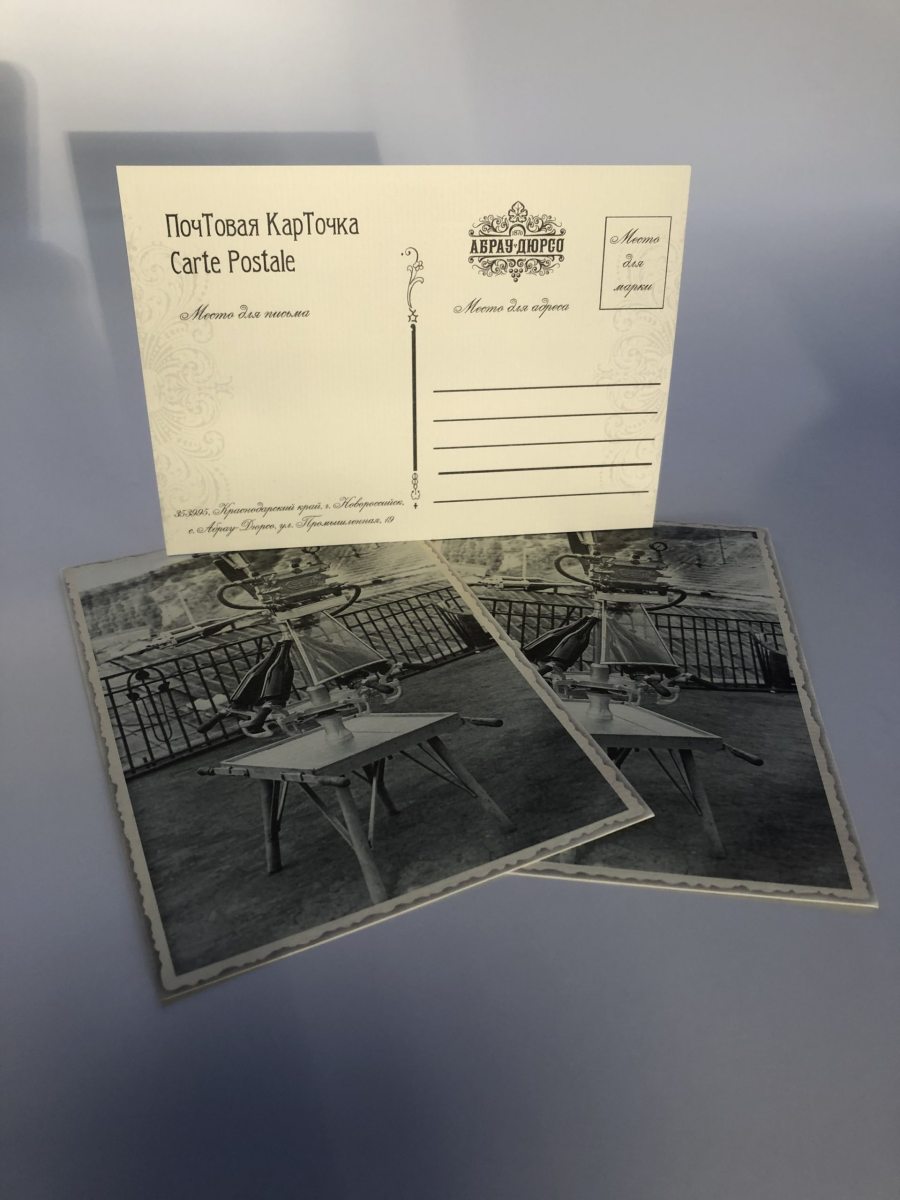 ПочТовая КарТочка
Carte Postale
Место для письма
353995, Краснодарский край, г. Новороссийск,
с. Абрау-Дюрсо, ул. Промышленная, 19
1870
АБРАУ-ДЮРСО
Место для адреса
Место
для
марки